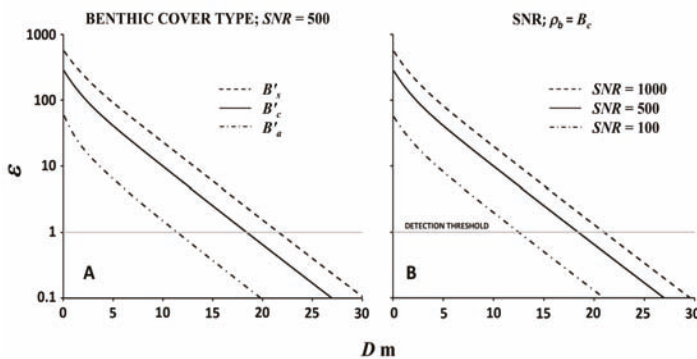 BENTHIC COVER TYPE; SNR = 500
1000
100
10
1
0.1
ε
B's
B'c
B'a
A
0
5
10
15
20
25
30
SNR; ρb = Bc
SNR = 1000
SNR = 500
SNR = 100
DETECTION THRESHOLD
B
0
5
10
15
20
25
30
D m